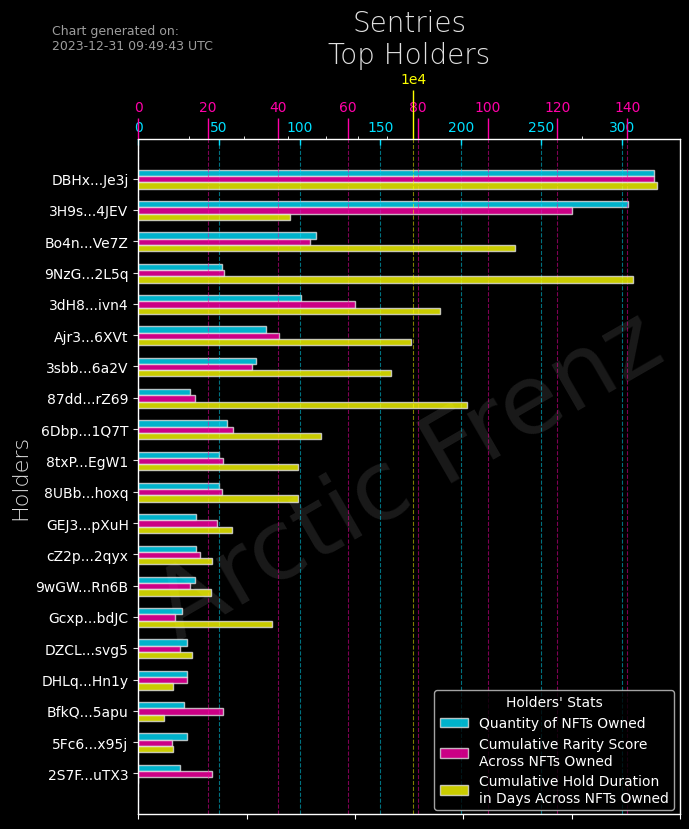 Chart generated on:
2023-12-31 09:49:43 UTC
Sentries
Top Holders
1e4
0 20 40 60 80 100 120 140
0 50 100 150 200 250 300
DBHx...Je3j
3H9s...4JEV
Bo4n...Ve7Z
9NzG...2L5q
3dH8...ivn4
Ajr3...6XVt
3sbb...6a2V
87dd...rZ69
6Dbp...1Q7T
8txP...EgW1
8UBb...hoxq
GEJ3...pXuH
cZ2p...2qyx
9wGW...Rn6B
Gcxp...bdJC
DZCL...svg5
DHLq...Hn1y
BfkQ...5apu
5Fc6...x95j
2S7F...uTX3
Holders
Arctic Frenz
Holders' Stats
Quantity of NFTs Owned
Cumulative Rarity Score
Across NFTs Owned
Cumulative Hold Duration
in Days Across NFTs Owned